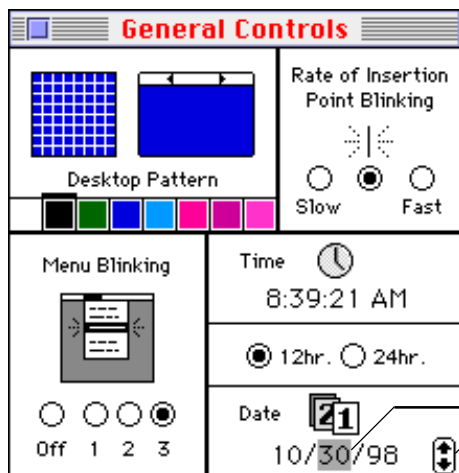 General Controls
Rate of Insertion
Point Blinking
Desktop Pattern
Slow Fast
Menu Blinking
Off 1 2 3
Time
8:39:21 AM
12hr. 24hr.
Date
21
10/30/98